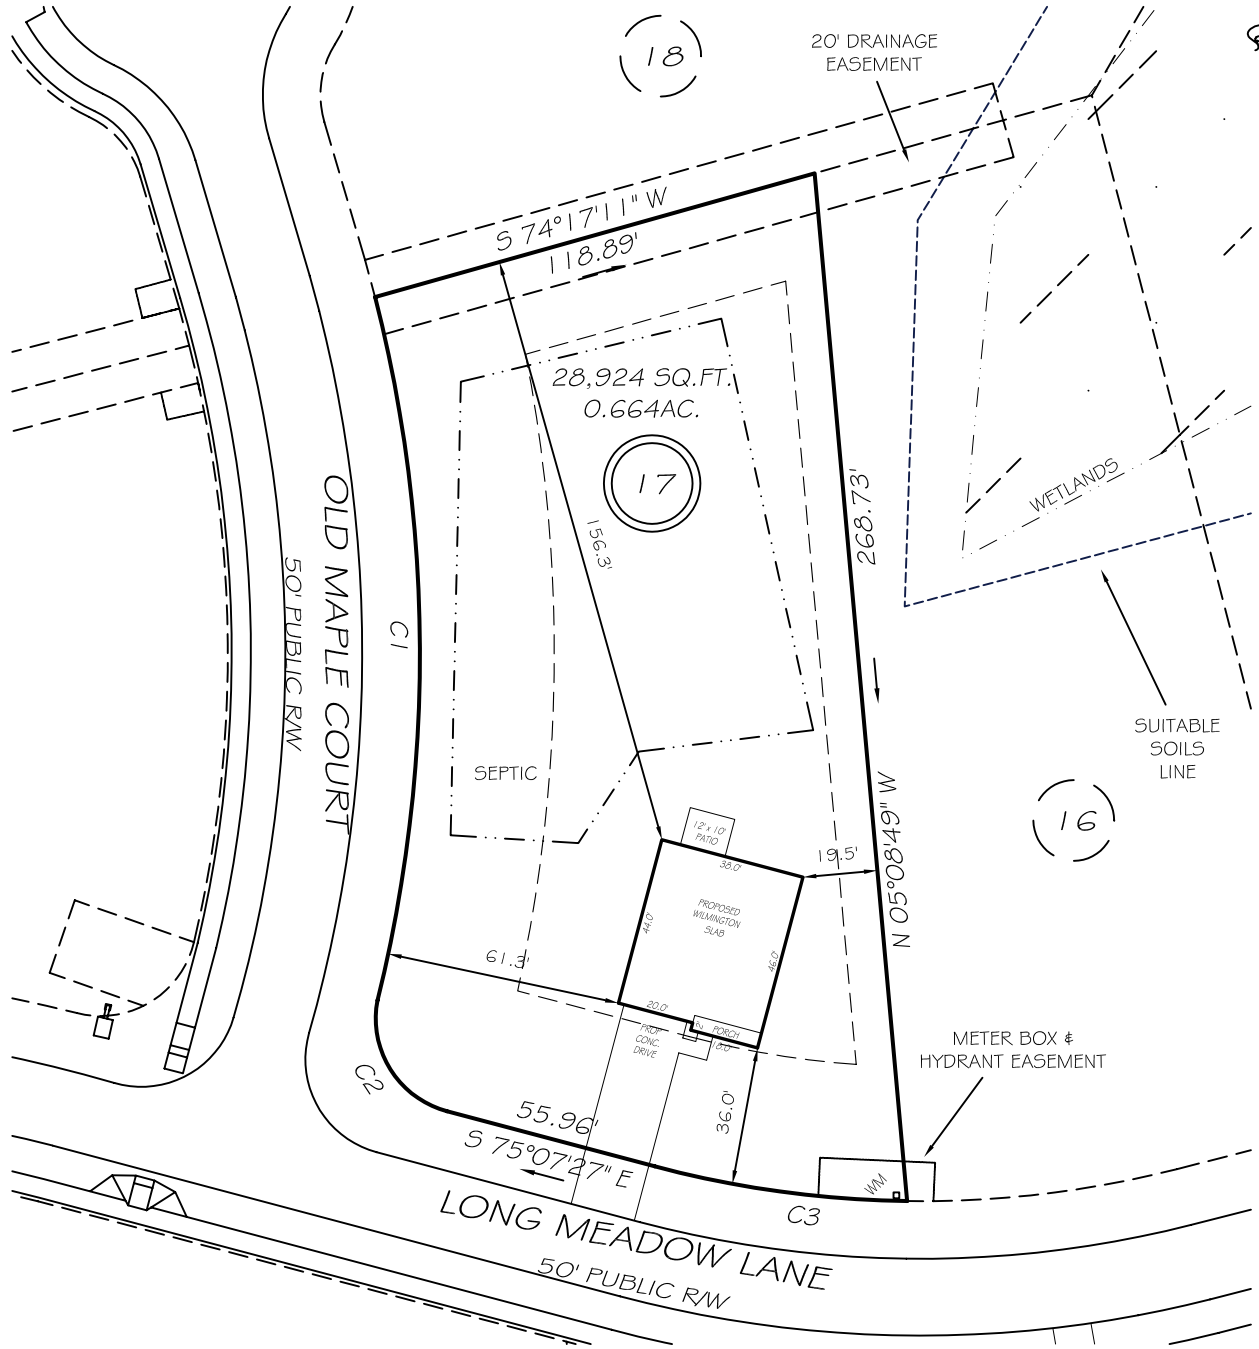 18
20' DRAINAGE
EASEMENT
S 74°17'11" W
118.89'
28,924 SQ.FT.
0.664AC.
17
268.73'
WETLANDS
156.3'
OLD MAPLE COURT
50' PUBLIC R/W
C1
SUITABLE
SOILS
LINE
SEPTIC
16
12' x 10'
PATIO
38.0'
19.5'
N 05°08'49" W
PROPOSED
WILMINGTON
SLAB
44.0'
46.0'
61.3'
20.0'
2
PORCH
16.0'
PROP
CONC.
DRIVE
METER BOX &
HYDRANT EASEMENT
C2
36.0'
55.96'
S 75°07'27" E
WM
C3
LONG MEADOW LANE
50' PUBLIC R/W